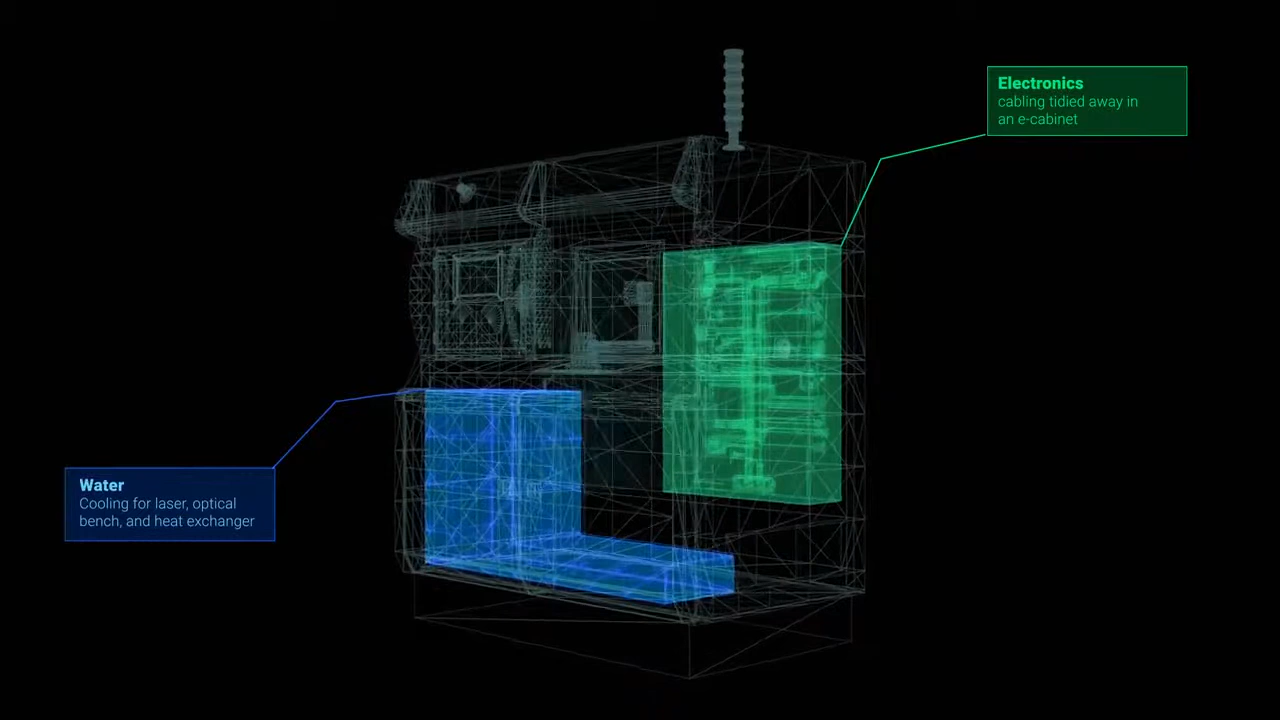 Electronics
cabling tidied away in
an e-cabinet
Water
Cooling for laser, optical
bench, and heat exchanger